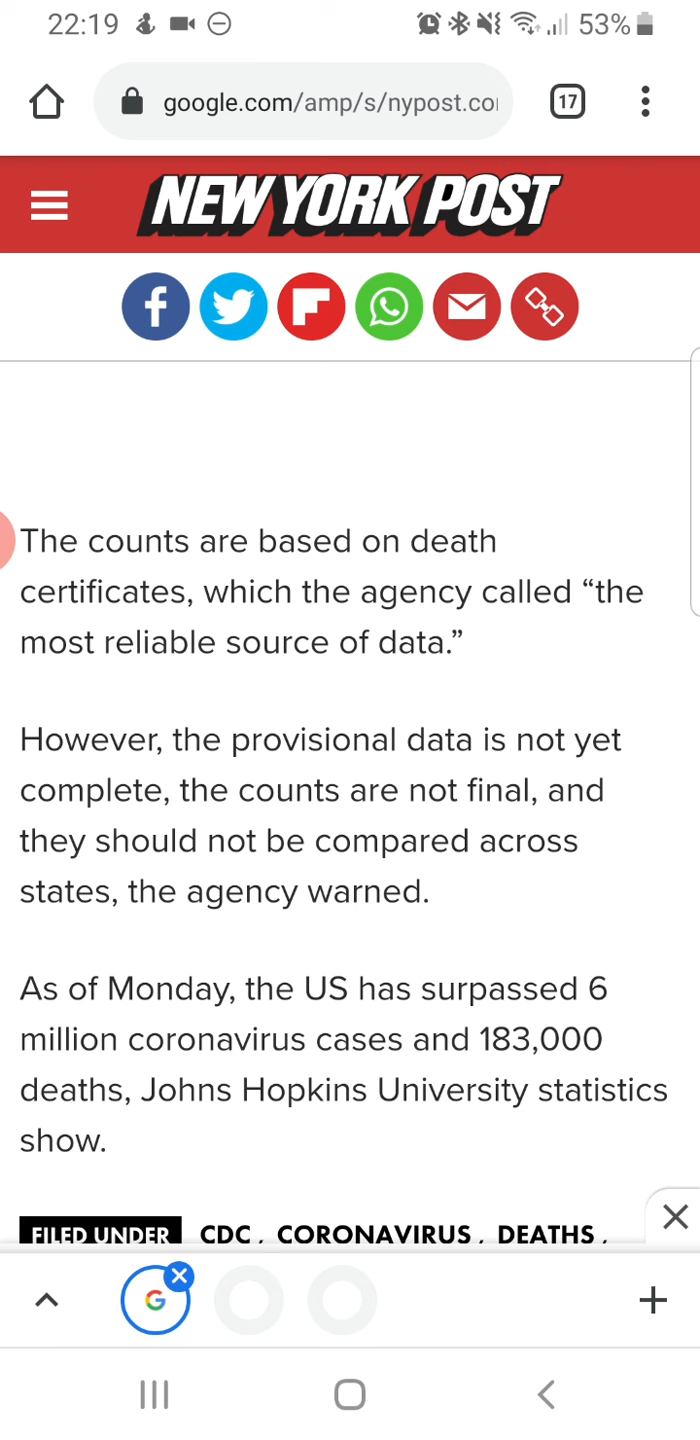 22:19
53%
google.com/amp/s/nypost.co
17
NEW YORK POST
The counts are based on death
certificates, which the agency called “the
most reliable source of data.”
However, the provisional data is not yet
complete, the counts are not final, and
they should not be compared across
states, the agency warned.
As of Monday, the US has surpassed 6
million coronavirus cases and 183,000
deaths, Johns Hopkins University statistics
show.
FILED UNDER CDC , CORONAVIRUS , DEATHS ,